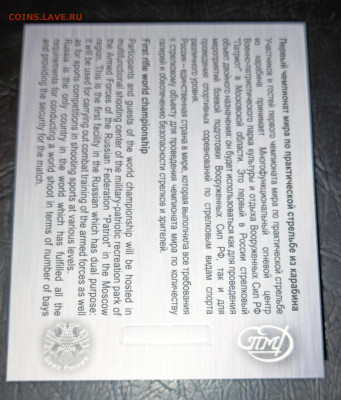 COINS.LAVE.RU
Первый чемпионат мира по практической стрельбе из карабина
Участников и гостей первого чемпионата мира по практической стрельбе
из карабина принимает Многофункциональный огневой центр
Военно-патриотического парка культуры и отдыха Вооруженных Сил РФ
"Патриот" в Московской области. Это первый в России стрелковый
объект двойного назначения: он будет использоваться как для проведения
мероприятий боевой подготовки Вооруженных Сил РФ, так и для
проведения спортивных соревнований по стрелковым видам спорта
различного уровня.
Россия – единственная страна в мире, которая выполнила все требования
к стрелковому объекту для проведения чемпионата мира по количеству
галерей и обеспечению безопасности стрелков и зрителей.
First rifle world championship
Participants and guests of the world championship will be hosted in
multifunctional shooting center of the military-patriotic recreation park of
the Armed Forces of the Russian Federation "Patriot" in the Moscow
region. This is the first facility in the Russian which has dual purpose:
it will be used for carrying out combat training of the armed forces as well
as for sports competitions in shooting sports at various levels.
Russia is the only country in the world which has fulfilled all the
requirements for conducting a world shoot in terms of number of bays
and providing the security for the match.